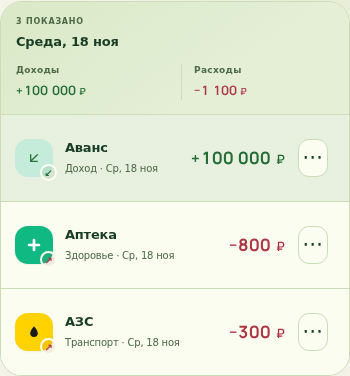 3 ПОКАЗАНО
Среда, 18 ноя
Доходы Расходы
+100 000 ₽ −1 100 ₽
Аванс
+100 000 ₽
Доход · Ср, 18 ноя
Аптека
−800 ₽
Здоровье · Ср, 18 ноя
АЗС
−300 ₽
Транспорт · Ср, 18 ноя